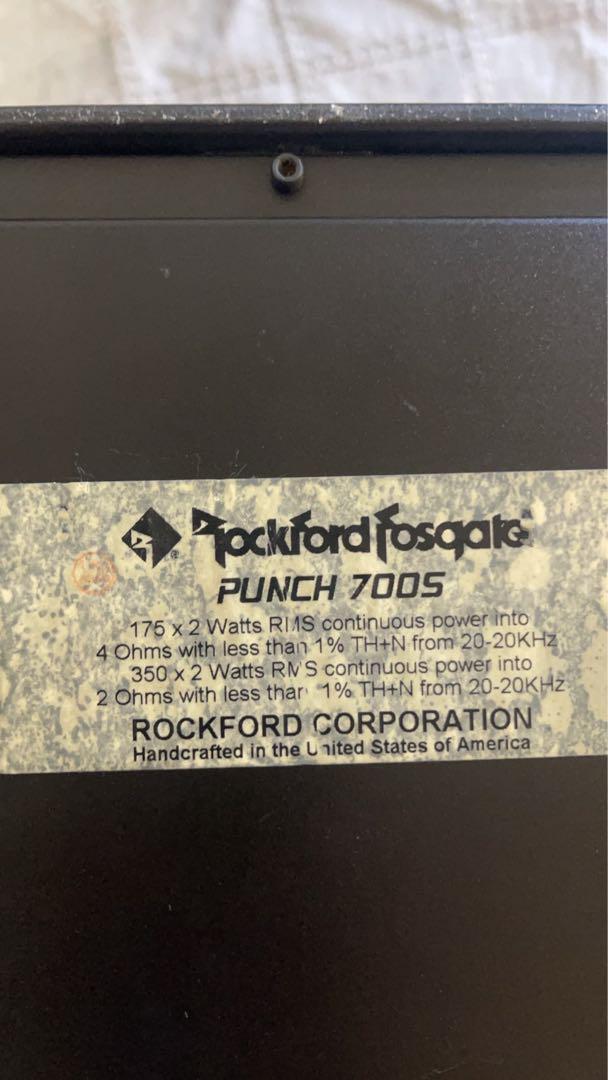 Rockford Fosgate
PUNCH 700S
175 x 2 Watts RMS continuous power into
4 Ohms with less than 1% TH+N from 20-20KHz
350 x 2 Watts RMS continuous power into
2 Ohms with less than 1% TH+N from 20-20KHz
ROCKFORD CORPORATION
Handcrafted in the United States of America